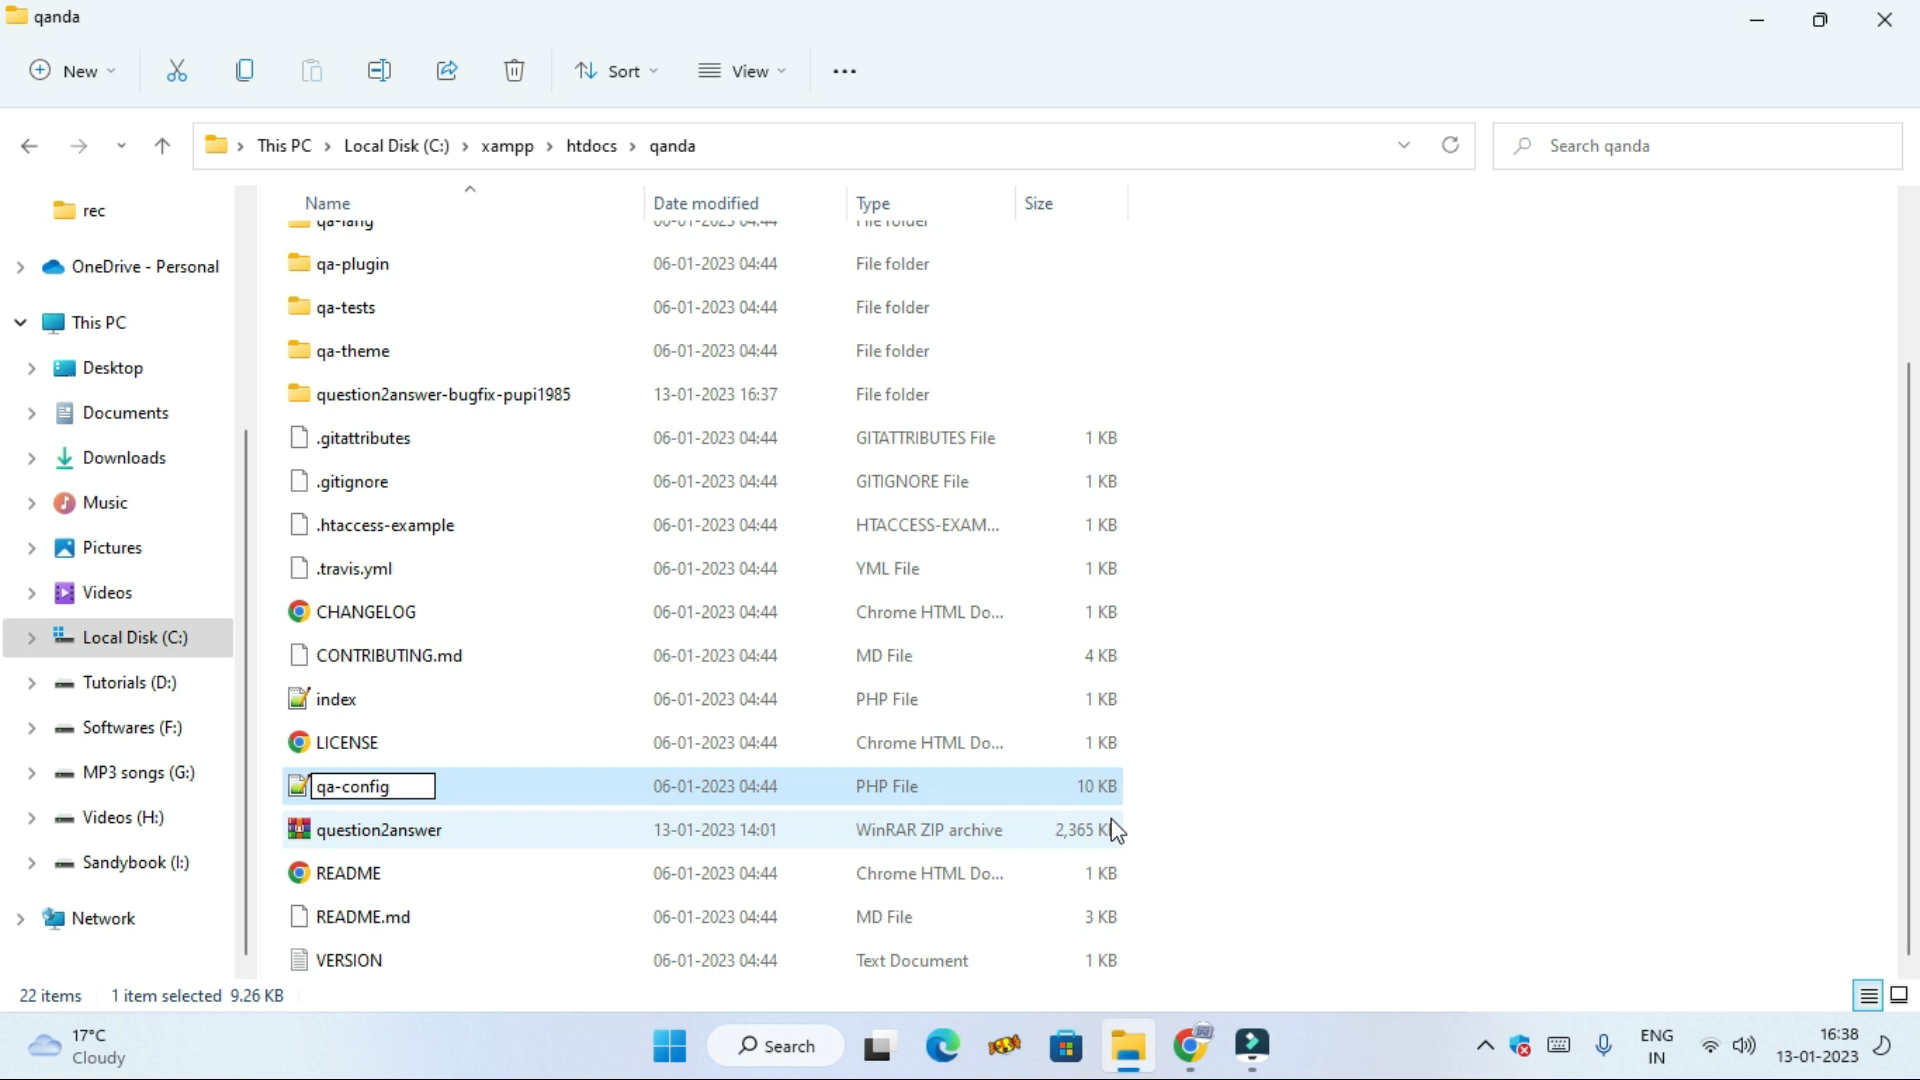 qanda
New
Sort
View
This PC > Local Disk (C:) > xampp > htdocs > qanda
Search qanda
rec
OneDrive - Personal
This PC
Desktop
Documents
Downloads
Music
Pictures
Videos
Local Disk (C:)
Tutorials (D:)
Softwares (F:)
MP3 songs (G:)
Videos (H:)
Sandybook (I:)
Network
Name Date modified Type Size
qa-lang 06-01-2023 04:44 File folder
qa-plugin 06-01-2023 04:44 File folder
qa-tests 06-01-2023 04:44 File folder
qa-theme 06-01-2023 04:44 File folder
question2answer-bugfix-pupi1985 13-01-2023 16:37 File folder
.gitattributes 06-01-2023 04:44 GITATTRIBUTES File 1 KB
.gitignore 06-01-2023 04:44 GITIGNORE File 1 KB
.htaccess-example 06-01-2023 04:44 HTACCESS-EXAM... 1 KB
.travis.yml 06-01-2023 04:44 YML File 1 KB
CHANGELOG 06-01-2023 04:44 Chrome HTML Do... 1 KB
CONTRIBUTING.md 06-01-2023 04:44 MD File 4 KB
index 06-01-2023 04:44 PHP File 1 KB
LICENSE 06-01-2023 04:44 Chrome HTML Do... 1 KB
qa-config 06-01-2023 04:44 PHP File 10 KB
question2answer 13-01-2023 14:01 WinRAR ZIP archive 2,365 KB
README 06-01-2023 04:44 Chrome HTML Do... 1 KB
README.md 06-01-2023 04:44 MD File 3 KB
VERSION 06-01-2023 04:44 Text Document 1 KB
22 items 1 item selected 9.26 KB
17°C
Cloudy
Search
ENG
IN
16:38
13-01-2023